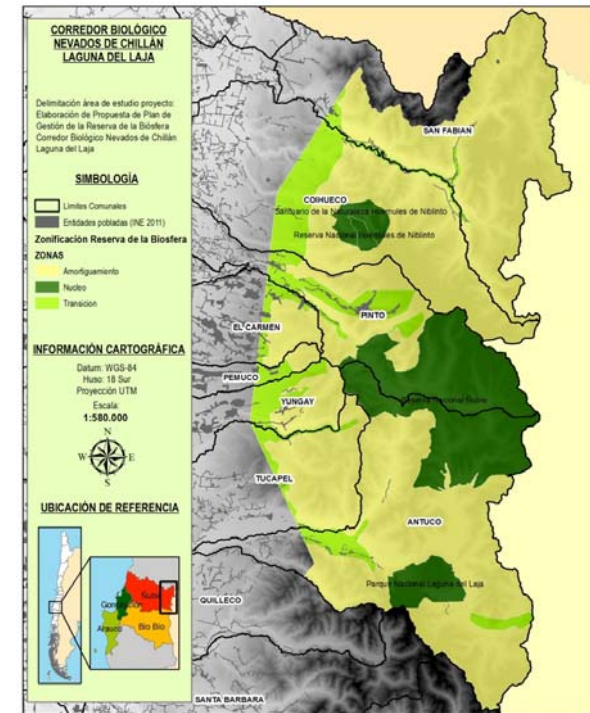 CORREDOR BIOLÓGICO
NEVADOS DE CHILLÁN
LAGUNA DEL LAJA
Delimitación área de estudio proyecto:
Elaboración de Propuesta de Plan de
Gestión de la Reserva de la Biósfera
Corredor Biológico Nevados de Chillán
Laguna del Laja
SIMBOLOGÍA
Limites Comunales
Entidades pobladas (INE 2011)
Zonificación Reserva de la Biosfera
ZONAS
Amortiguamiento
Nucleo
Transicion
INFORMACIÓN CARTOGRÁFICA
Datum: WGS-84
Huso: 18 Sur
Proyección UTM
Escala:
1:580.000
N
W E
S
UBICACIÓN DE REFERENCIA
Ñuble
Arauco
Bio Bio
SAN FABIAN
COIHUECO
Santuario de la Naturaleza Huemules de Niblinto
Reserva Nacional Huemules de Niblinto
PINTO
EL CARMEN
PEMUCO
YUNGAY
Reserva Nacional Ñuble
TUCAPEL
ANTUCO
Parque Nacional Laguna del Laja
QUILLECO
SANTA BARBARA